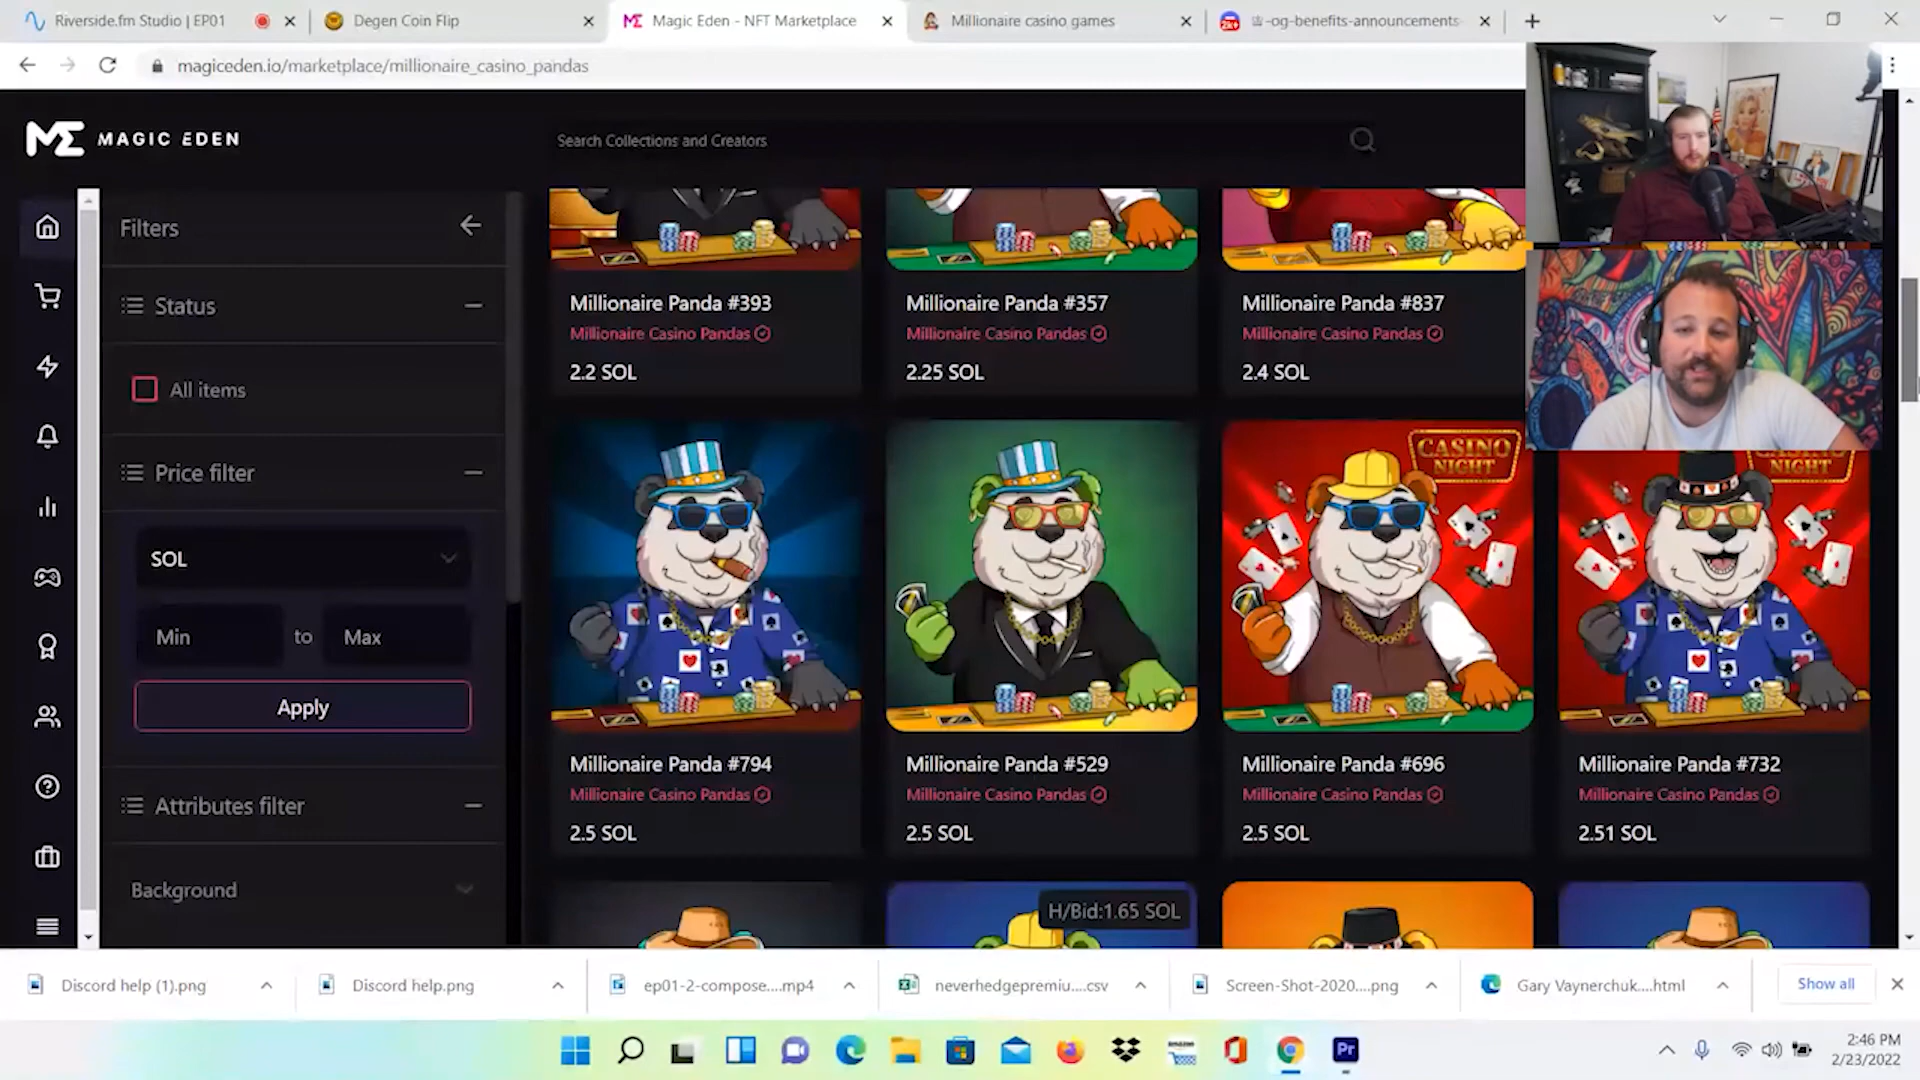 Riverside.fm Studio | EP01
Degen Coin Flip
Magic Eden - NFT Marketplace
Millionaire casino games
-og-benefits-announcements-
magiceden.io/marketplace/millionaire_casino_pandas
MAGIC EDEN
Search Collections and Creators
Filters
Status
All items
Price filter
SOL
Min to Max
Apply
Attributes filter
Background
Millionaire Panda #393
Millionaire Casino Pandas
2.2 SOL
Millionaire Panda #357
Millionaire Casino Pandas
2.25 SOL
Millionaire Panda #837
Millionaire Casino Pandas
2.4 SOL
CASINO
NIGHT
NIGHT
Millionaire Panda #794
Millionaire Casino Pandas
2.5 SOL
Millionaire Panda #529
Millionaire Casino Pandas
2.5 SOL
Millionaire Panda #696
Millionaire Casino Pandas
2.5 SOL
Millionaire Panda #732
Millionaire Casino Pandas
2.51 SOL
H/Bid:1.65 SOL
Discord help (1).png
Discord help.png
ep01-2-compose....mp4
neverhedgepremiu....csv
Screen-Shot-2020....png
Gary Vaynerchuk....html
Show all
Pr
2:46 PM
2/23/2022